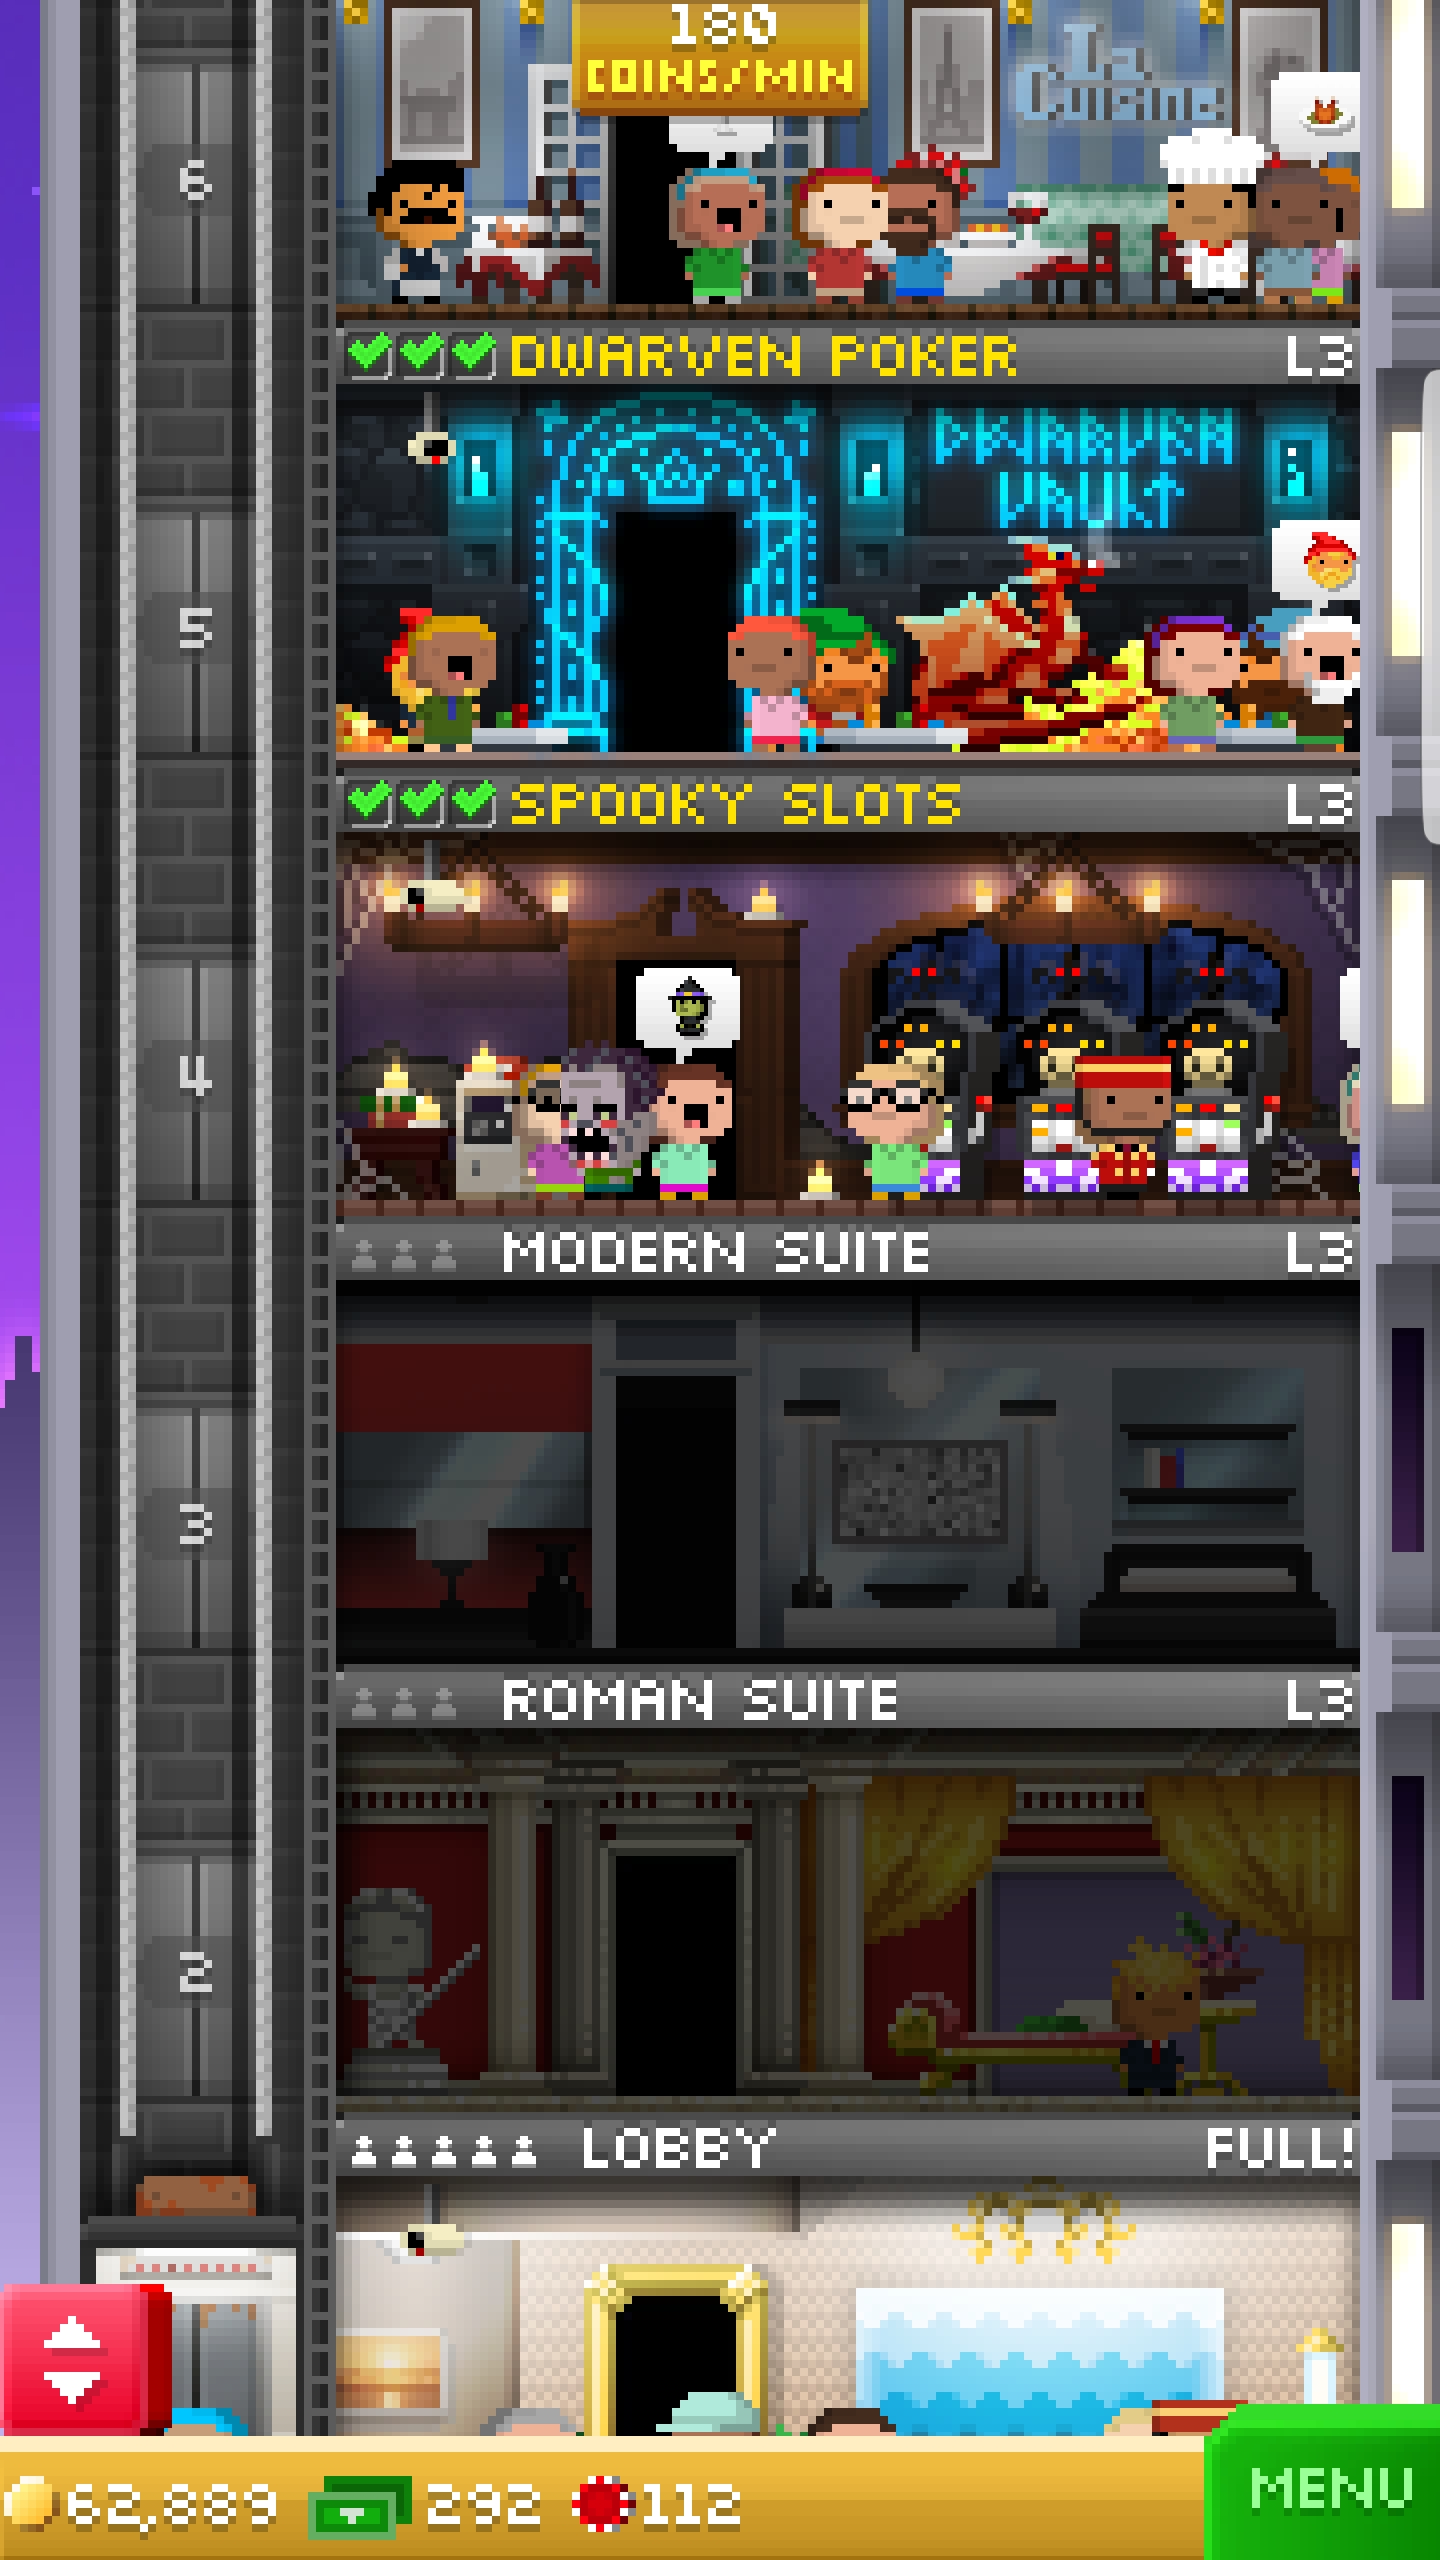 180
COINS/MIN
La
Cuisine
6
DWARVEN POKER
L3
DWARVEN
VAULT
5
SPOOKY SLOTS
L3
4
MODERN SUITE
L3
3
ROMAN SUITE
L3
2
LOBBY
FULL!
62,889
292
112
MENU